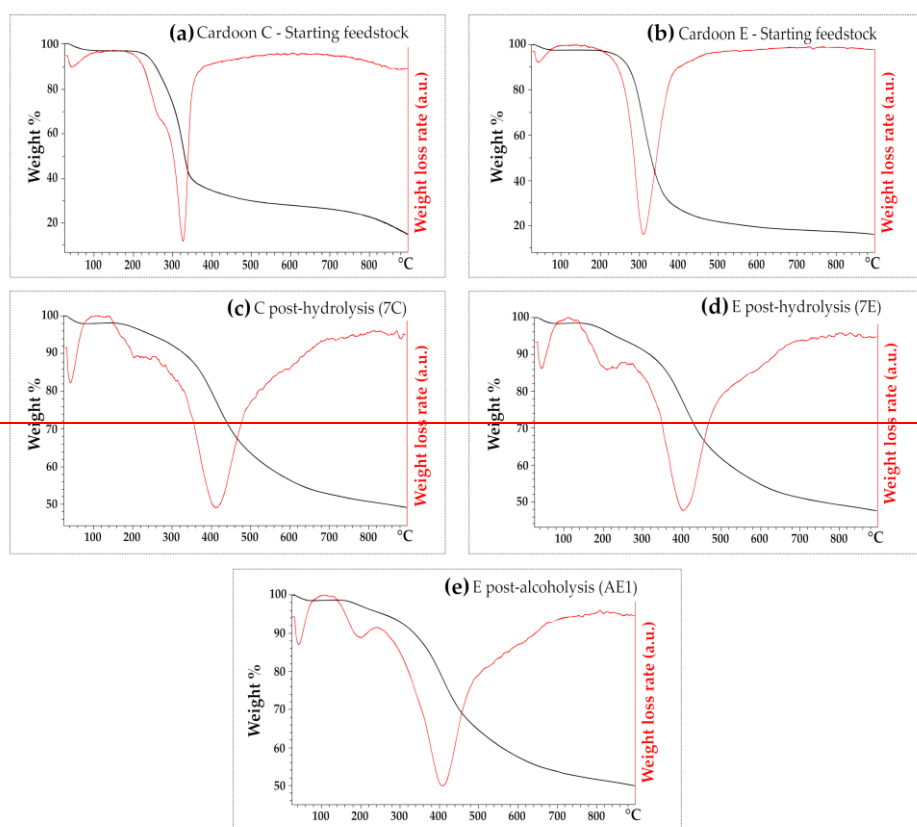 (a) Cardoon C - Starting feedstock
Weight %
100
80
60
40
20
100 200 300 400 500 600 700 800 °C
Weight loss rate (a.u.)
(b) Cardoon E - Starting feedstock
Weight %
100
80
60
40
20
100 200 300 400 500 600 700 800 °C
Weight loss rate (a.u.)
(c) C post-hydrolysis (7C)
Weight %
100
90
80
70
60
50
100 200 300 400 500 600 700 800 °C
Weight loss rate (a.u.)
(d) E post-hydrolysis (7E)
Weight %
100
90
80
70
60
50
100 200 300 400 500 600 700 800 °C
Weight loss rate (a.u.)
(e) E post-alcoholysis (AE1)
Weight %
100
90
80
70
60
50
100 200 300 400 500 600 700 800 °C
Weight loss rate (a.u.)